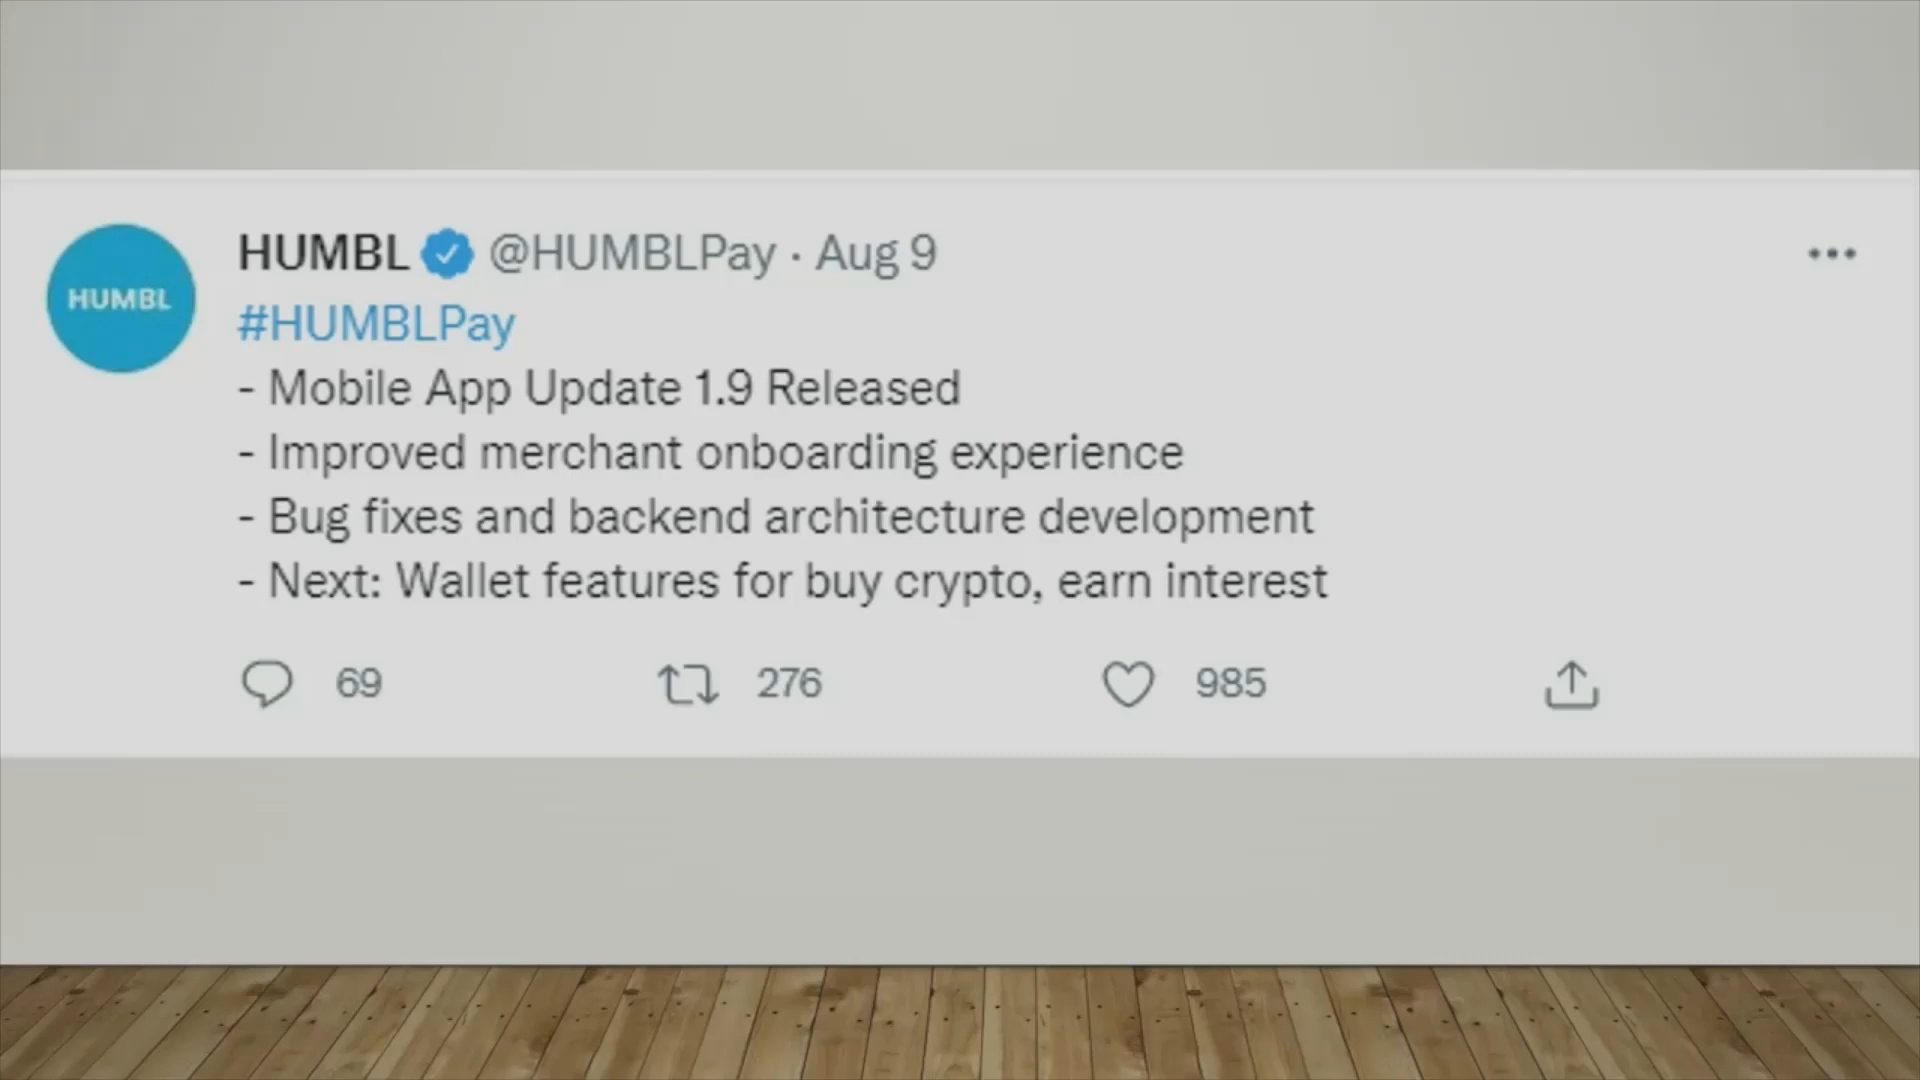 HUMBL
HUMBL @HUMBLPay · Aug 9
#HUMBLPay
- Mobile App Update 1.9 Released
- Improved merchant onboarding experience
- Bug fixes and backend architecture development
- Next: Wallet features for buy crypto, earn interest
69 276 985